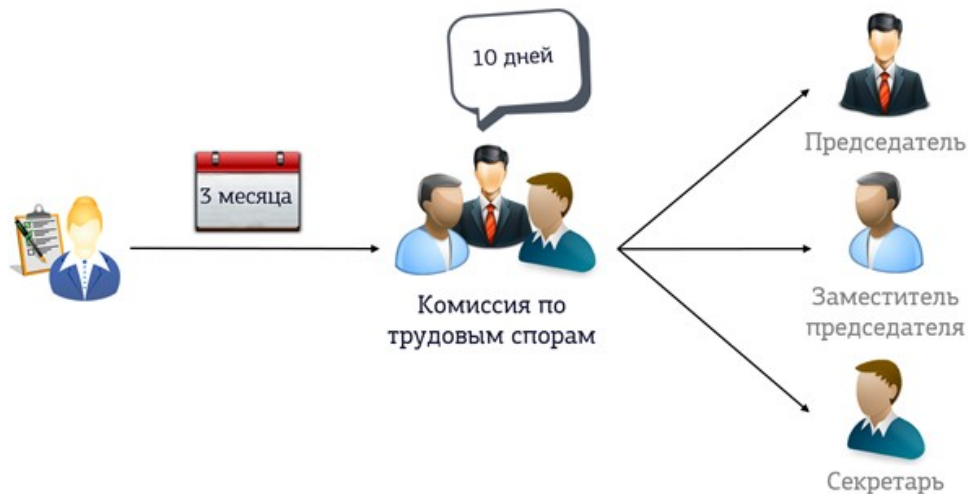 10 дней
3 месяца
Комиссия по
трудовым спорам
Председатель
Заместитель
председателя
Секретарь